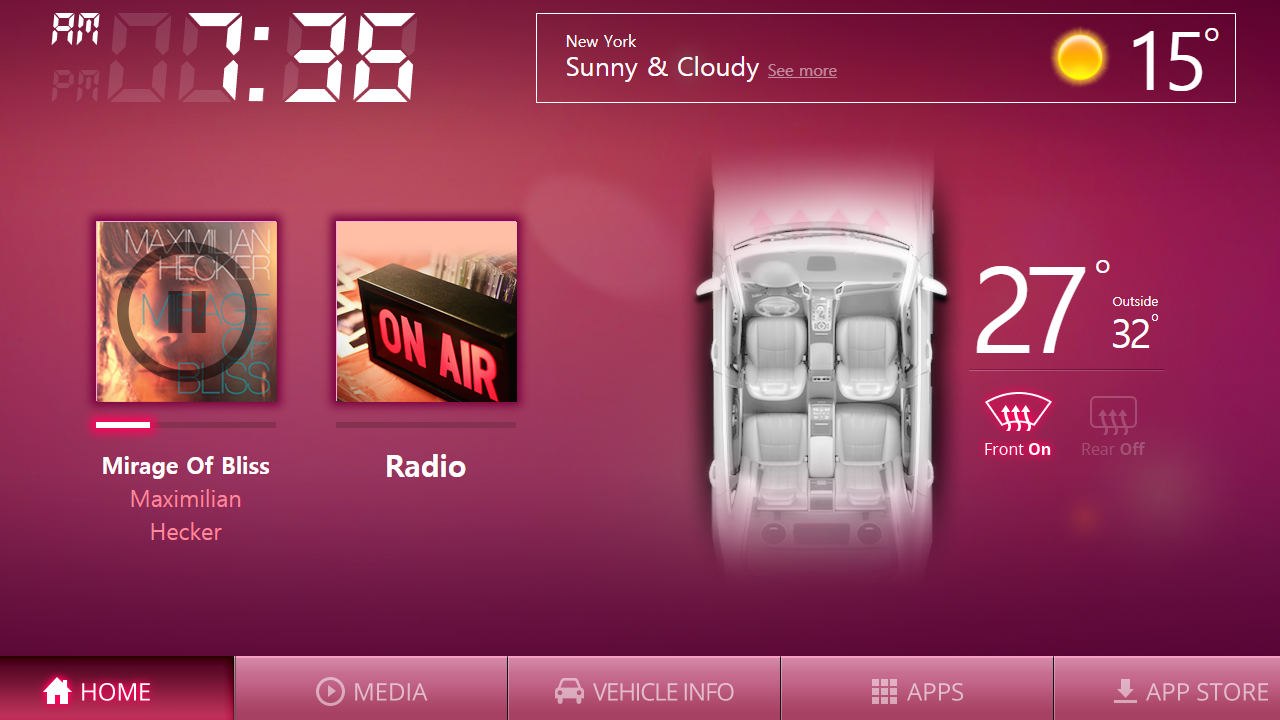 AM
PM
7:36
New York
Sunny & Cloudy See more
15°
MAXIMILIAN
HECKER
MIRAGE
OF
BLISS
ON AIR
Mirage Of Bliss
Maximilian
Hecker
Radio
27°
Outside
32°
Front On
Rear Off
HOME
MEDIA
VEHICLE INFO
APPS
APP STORE